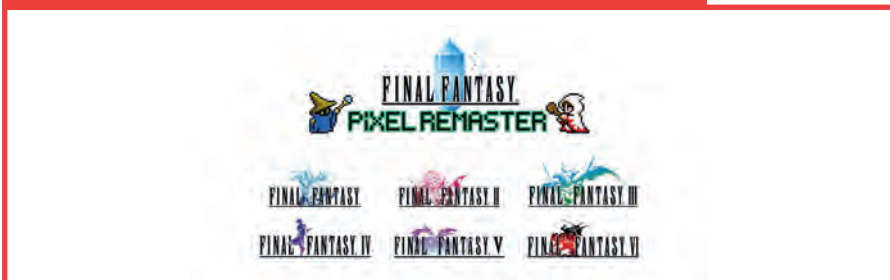 FINAL FANTASY
PIXEL REMASTER
FINAL FANTASY
FINAL FANTASY II
FINAL FANTASY III
FINAL FANTASY IV
FINAL FANTASY V
FINAL FANTASY VI